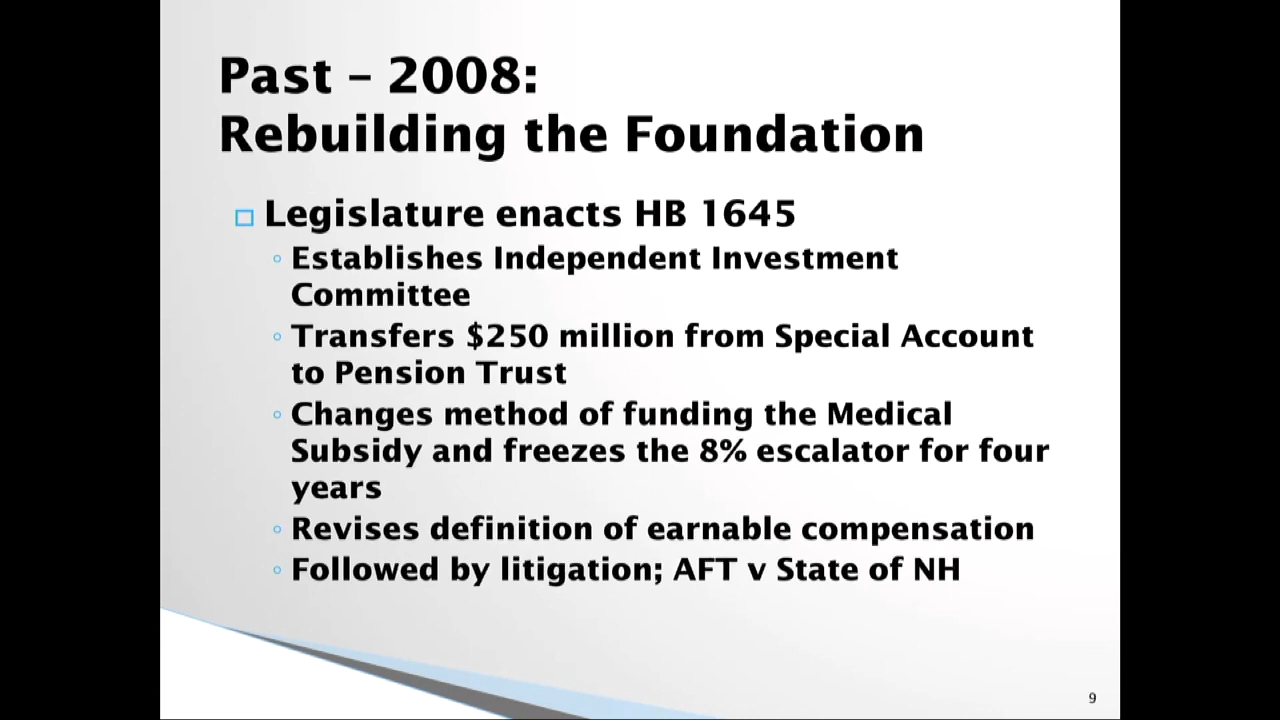 Past – 2008:
Rebuilding the Foundation
Legislature enacts HB 1645
Establishes Independent Investment
Committee
Transfers $250 million from Special Account
to Pension Trust
Changes method of funding the Medical
Subsidy and freezes the 8% escalator for four
years
Revises definition of earnable compensation
Followed by litigation; AFT v State of NH
9